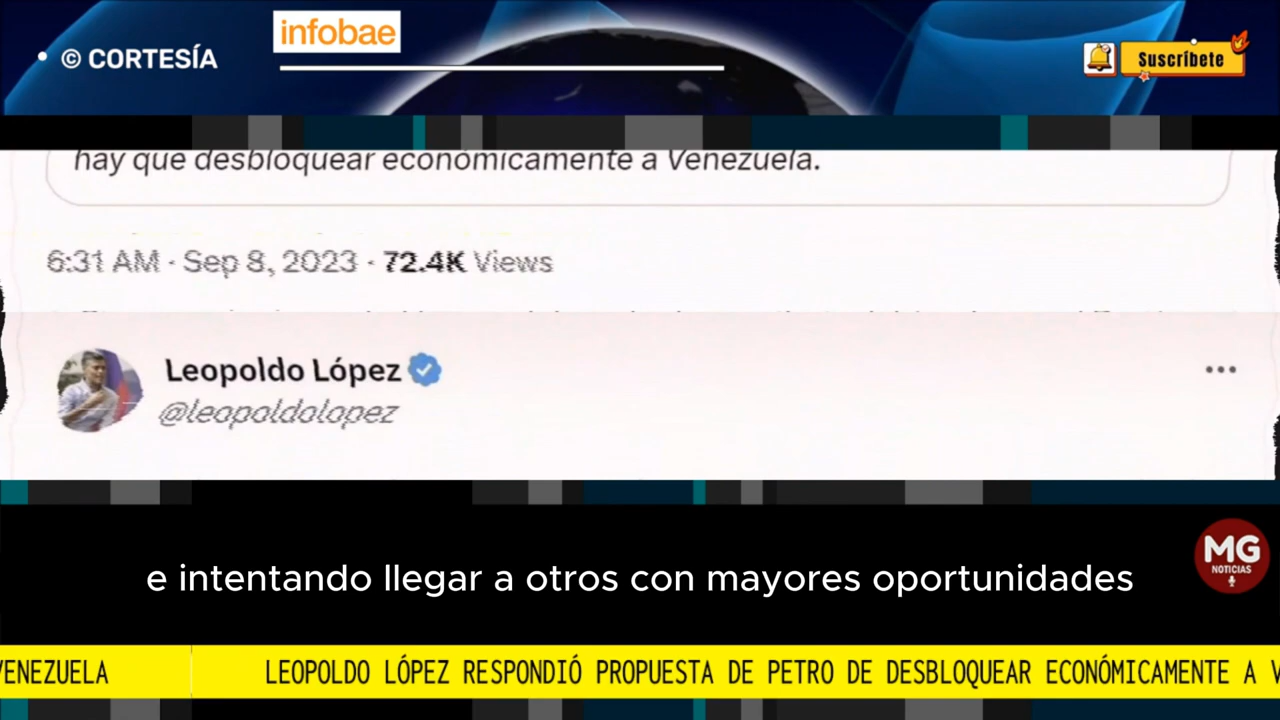 infobae
© CORTESÍA
Suscríbete
hay que desbloquear económicamente a Venezuela.
6:31 AM · Sep 8, 2023 · 72.4K Views
Leopoldo López
@leopoldolopez
e intentando llegar a otros con mayores oportunidades
MG
NOTICIAS
VENEZUELA LEOPOLDO LÓPEZ RESPONDIÓ PROPUESTA DE PETRO DE DESBLOQUEAR ECONÓMICAMENTE A V